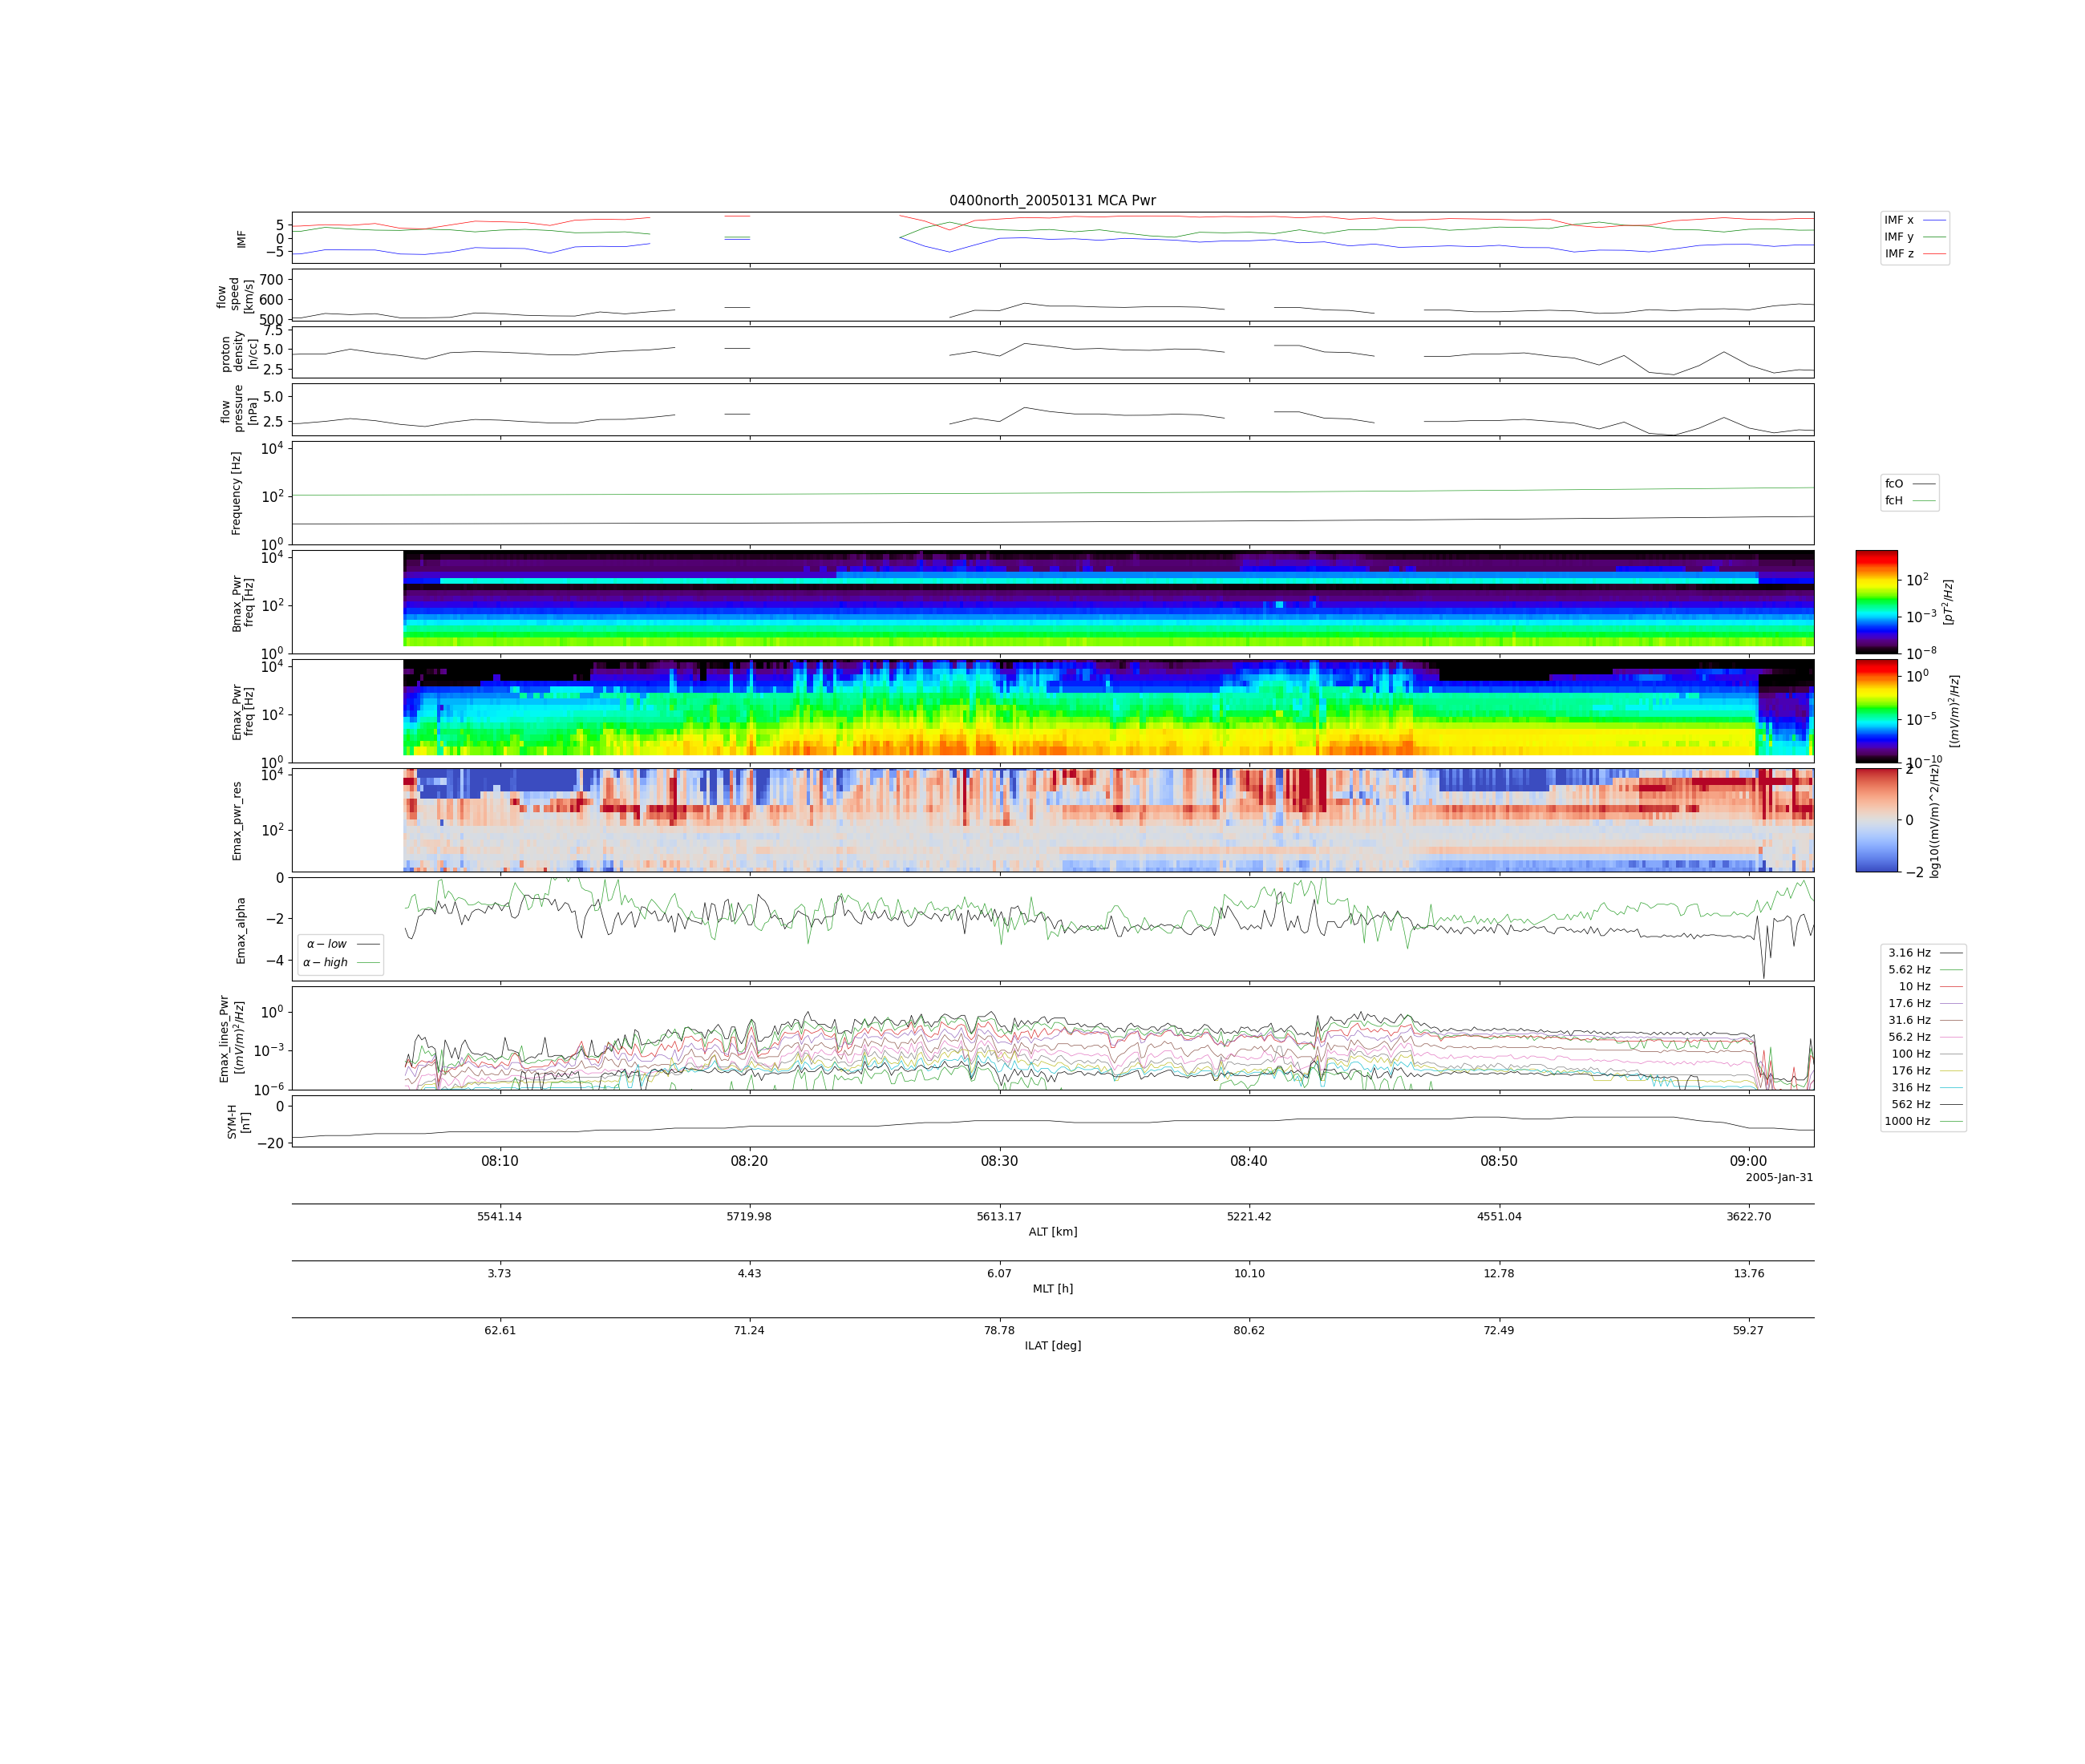 0400north_20050131 MCA Pwr
IMF
5
0
−5
IMF x
IMF y
IMF z
flow
speed
[km/s]
700
600
500
proton
density
[n/cc]
7.5
5.0
2.5
flow
pressure
[nPa]
5.0
2.5
Frequency [Hz]
10^4
10^2
10^0
fcO
fcH
Bmax_Pwr
freq [Hz]
10^4
10^2
10^0
10^2
10^−3
10^−8
[pT^2/Hz]
Emax_Pwr
freq [Hz]
10^4
10^2
10^0
10^0
10^−5
10^−10
[(mV/m)^2/Hz]
Emax_pwr_res
10^4
10^2
2
0
−2
log10((mV/m)^2/Hz)
Emax_alpha
0
−2
−4
α − low
α − high
Emax_lines_Pwr
[(mV/m)^2/Hz]
10^0
10^−3
10^−6
3.16 Hz
5.62 Hz
10 Hz
17.6 Hz
31.6 Hz
56.2 Hz
100 Hz
176 Hz
316 Hz
562 Hz
1000 Hz
SYM-H
[nT]
0
−20
08:10 08:20 08:30 08:40 08:50 09:00
2005-Jan-31
5541.14 5719.98 5613.17 5221.42 4551.04 3622.70
ALT [km]
3.73 4.43 6.07 10.10 12.78 13.76
MLT [h]
62.61 71.24 78.78 80.62 72.49 59.27
ILAT [deg]